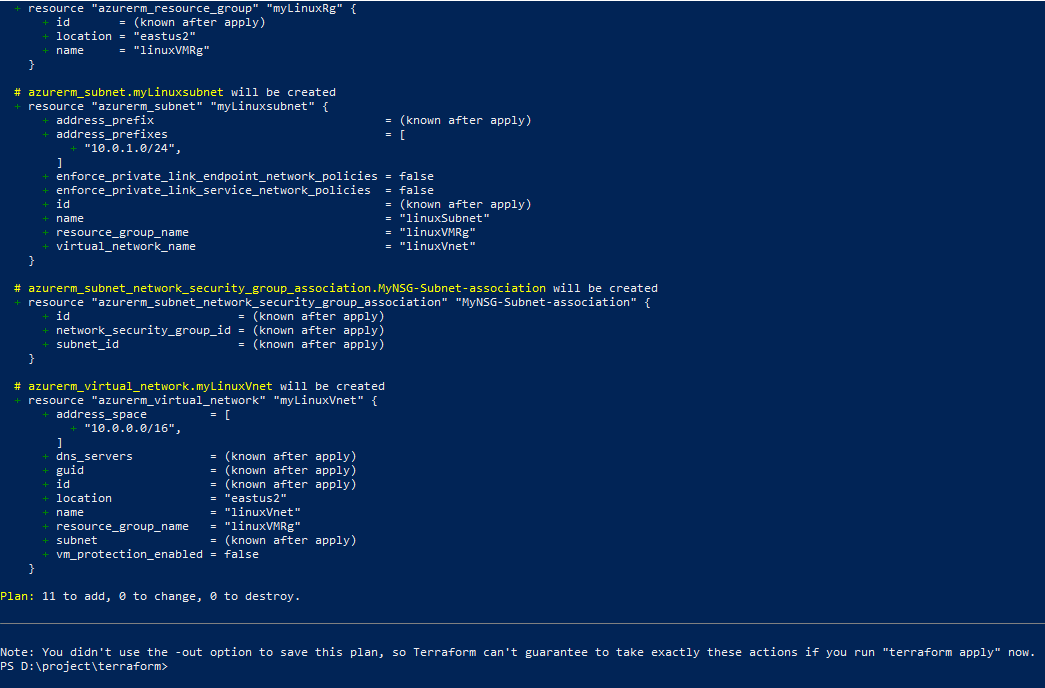 + resource "azurerm_resource_group" "myLinuxRg" {
+ id       = (known after apply)
+ location = "eastus2"
+ name     = "linuxVMRg"
}
# azurerm_subnet.myLinuxsubnet will be created
+ resource "azurerm_subnet" "myLinuxsubnet" {
+ address_prefix                                 = (known after apply)
+ address_prefixes                               = [
+ "10.0.1.0/24",
]
+ enforce_private_link_endpoint_network_policies = false
+ enforce_private_link_service_network_policies  = false
+ id                                             = (known after apply)
+ name                                           = "linuxSubnet"
+ resource_group_name                            = "linuxVMRg"
+ virtual_network_name                           = "linuxVnet"
}
# azurerm_subnet_network_security_group_association.MyNSG-Subnet-association will be created
+ resource "azurerm_subnet_network_security_group_association" "MyNSG-Subnet-association" {
+ id                        = (known after apply)
+ network_security_group_id = (known after apply)
+ subnet_id                 = (known after apply)
}
# azurerm_virtual_network.myLinuxVnet will be created
+ resource "azurerm_virtual_network" "myLinuxVnet" {
+ address_space         = [
+ "10.0.0.0/16",
]
+ dns_servers           = (known after apply)
+ guid                  = (known after apply)
+ id                    = (known after apply)
+ location              = "eastus2"
+ name                  = "linuxVnet"
+ resource_group_name   = "linuxVMRg"
+ subnet                = (known after apply)
+ vm_protection_enabled = false
}
Plan: 11 to add, 0 to change, 0 to destroy.
Note: You didn't use the -out option to save this plan, so Terraform can't guarantee to take exactly these actions if you run "terraform apply" now.
PS D:\project\terraform>